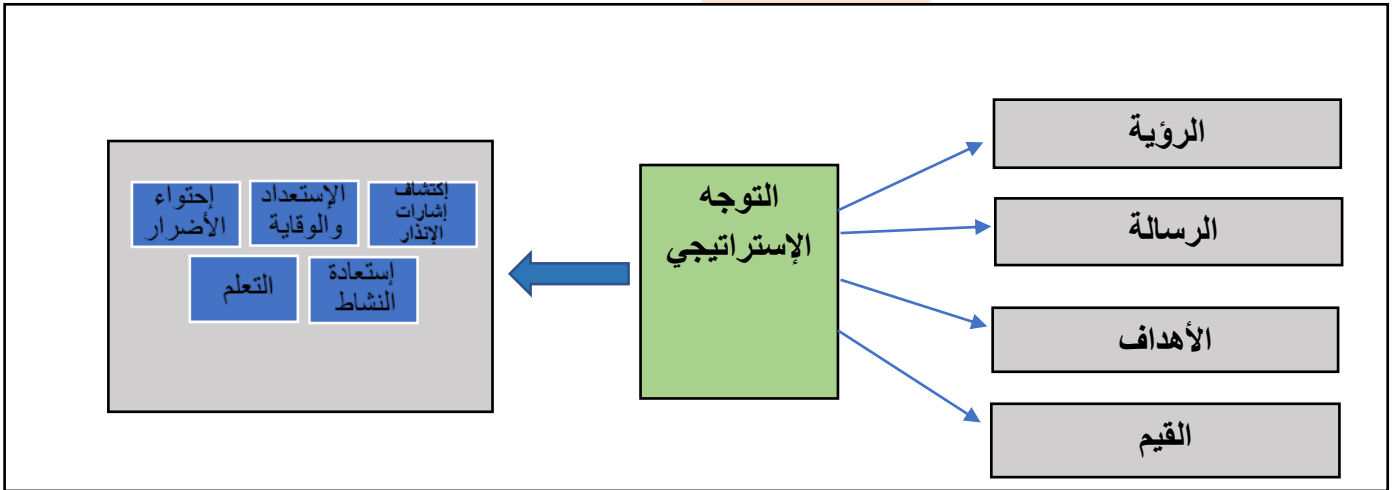 الرؤية
الرسالة
الأهداف
القيم
التوجه
الإستراتيجي
إكتشاف
إشارات
الإنذار
الإستعداد
والوقاية
إحتواء
الأضرار
إستعادة
النشاط
التعلم